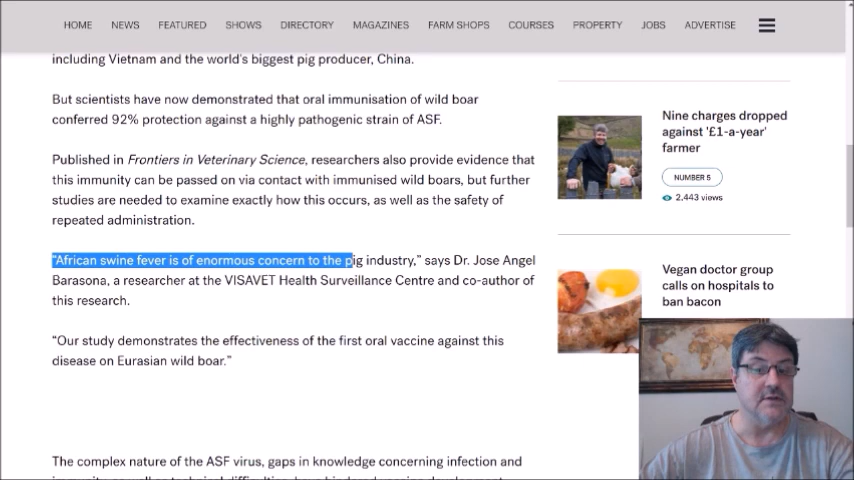 HOME NEWS FEATURED SHOWS DIRECTORY MAGAZINES FARM SHOPS COURSES PROPERTY JOBS ADVERTISE
including Vietnam and the world's biggest pig producer, China.
But scientists have now demonstrated that oral immunisation of wild boar
conferred 92% protection against a highly pathogenic strain of ASF.
Published in Frontiers in Veterinary Science, researchers also provide evidence that
this immunity can be passed on via contact with immunised wild boars, but further
studies are needed to examine exactly how this occurs, as well as the safety of
repeated administration.
“African swine fever is of enormous concern to the pig industry,” says Dr. Jose Angel
Barasona, a researcher at the VISAVET Health Surveillance Centre and co-author of
this research.
“Our study demonstrates the effectiveness of the first oral vaccine against this
disease on Eurasian wild boar.”
The complex nature of the ASF virus, gaps in knowledge concerning infection and
Nine charges dropped
against '£1-a-year'
farmer
NUMBER 5
2,443 views
Vegan doctor group
calls on hospitals to
ban bacon